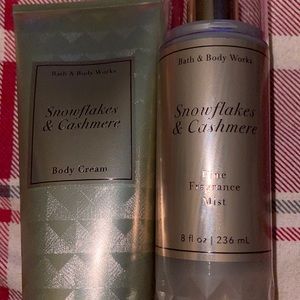 Bath & Body Works
Snowflakes
& Cashmere
Body Cream
Bath & Body Works
Snowflakes
& Cashmere
Fine
Fragrance
Mist
8 fl oz | 236 mL